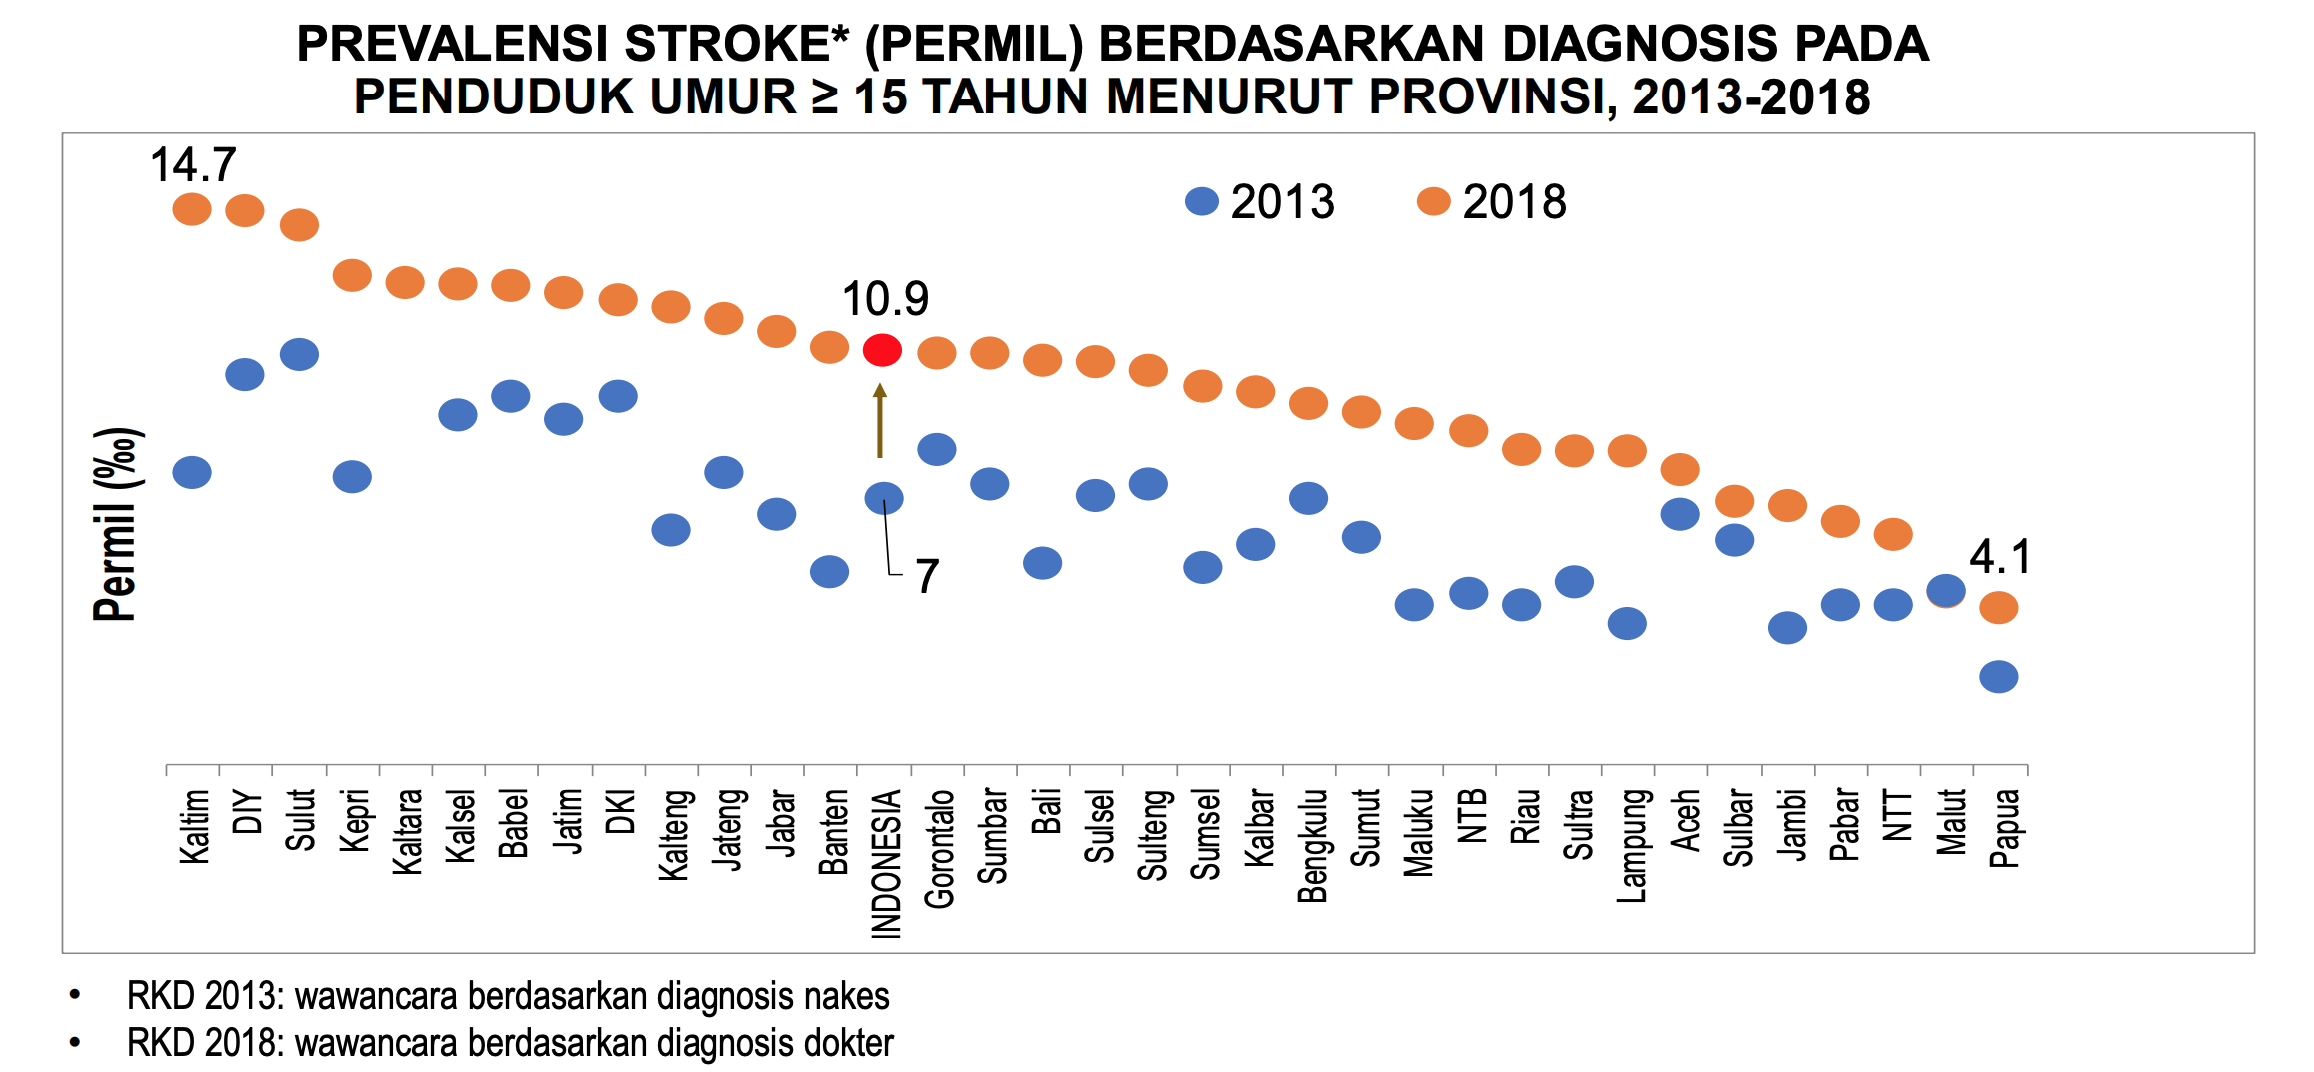 PREVALENSI STROKE* (PERMIL) BERDASARKAN DIAGNOSIS PADA
PENDUDUK UMUR ≥ 15 TAHUN MENURUT PROVINSI, 2013-2018
14.7
2013
2018
10.9
Permil (‰)
7
4.1
Kaltim
DIY
Sulut
Kepri
Kaltara
Kalsel
Babel
Jatim
DKI
Kalteng
Jateng
Jabar
Banten
INDONESIA
Gorontalo
Sumbar
Bali
Sulsel
Sulteng
Sumsel
Kalbar
Bengkulu
Sumut
Maluku
NTB
Riau
Sultra
Lampung
Aceh
Sulbar
Jambi
Pabar
NTT
Malut
Papua
• RKD 2013: wawancara berdasarkan diagnosis nakes
• RKD 2018: wawancara berdasarkan diagnosis dokter